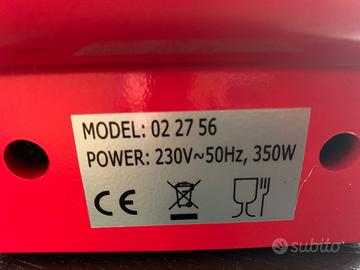 MODEL: 02 27 56
POWER: 230V~50Hz, 350W
CE
subito